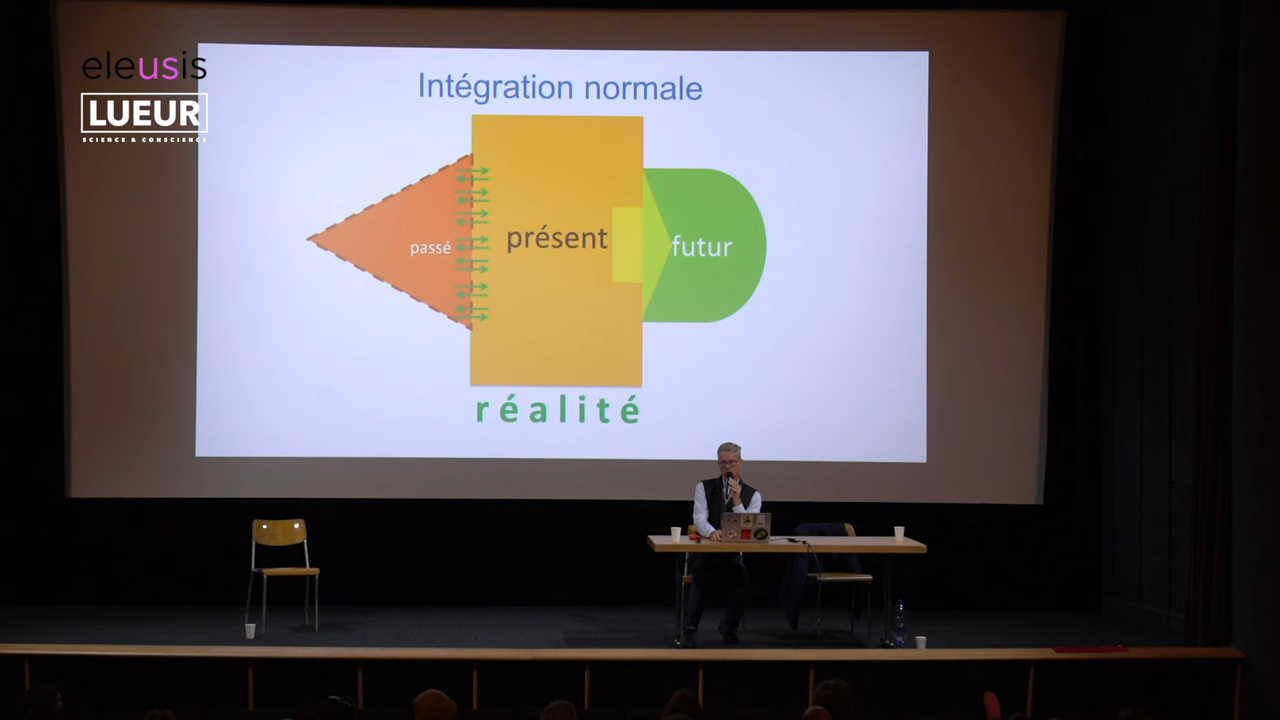 eleusis
LUEUR
SCIENCE & CONSCIENCE
Intégration normale
passé
présent
futur
réalité